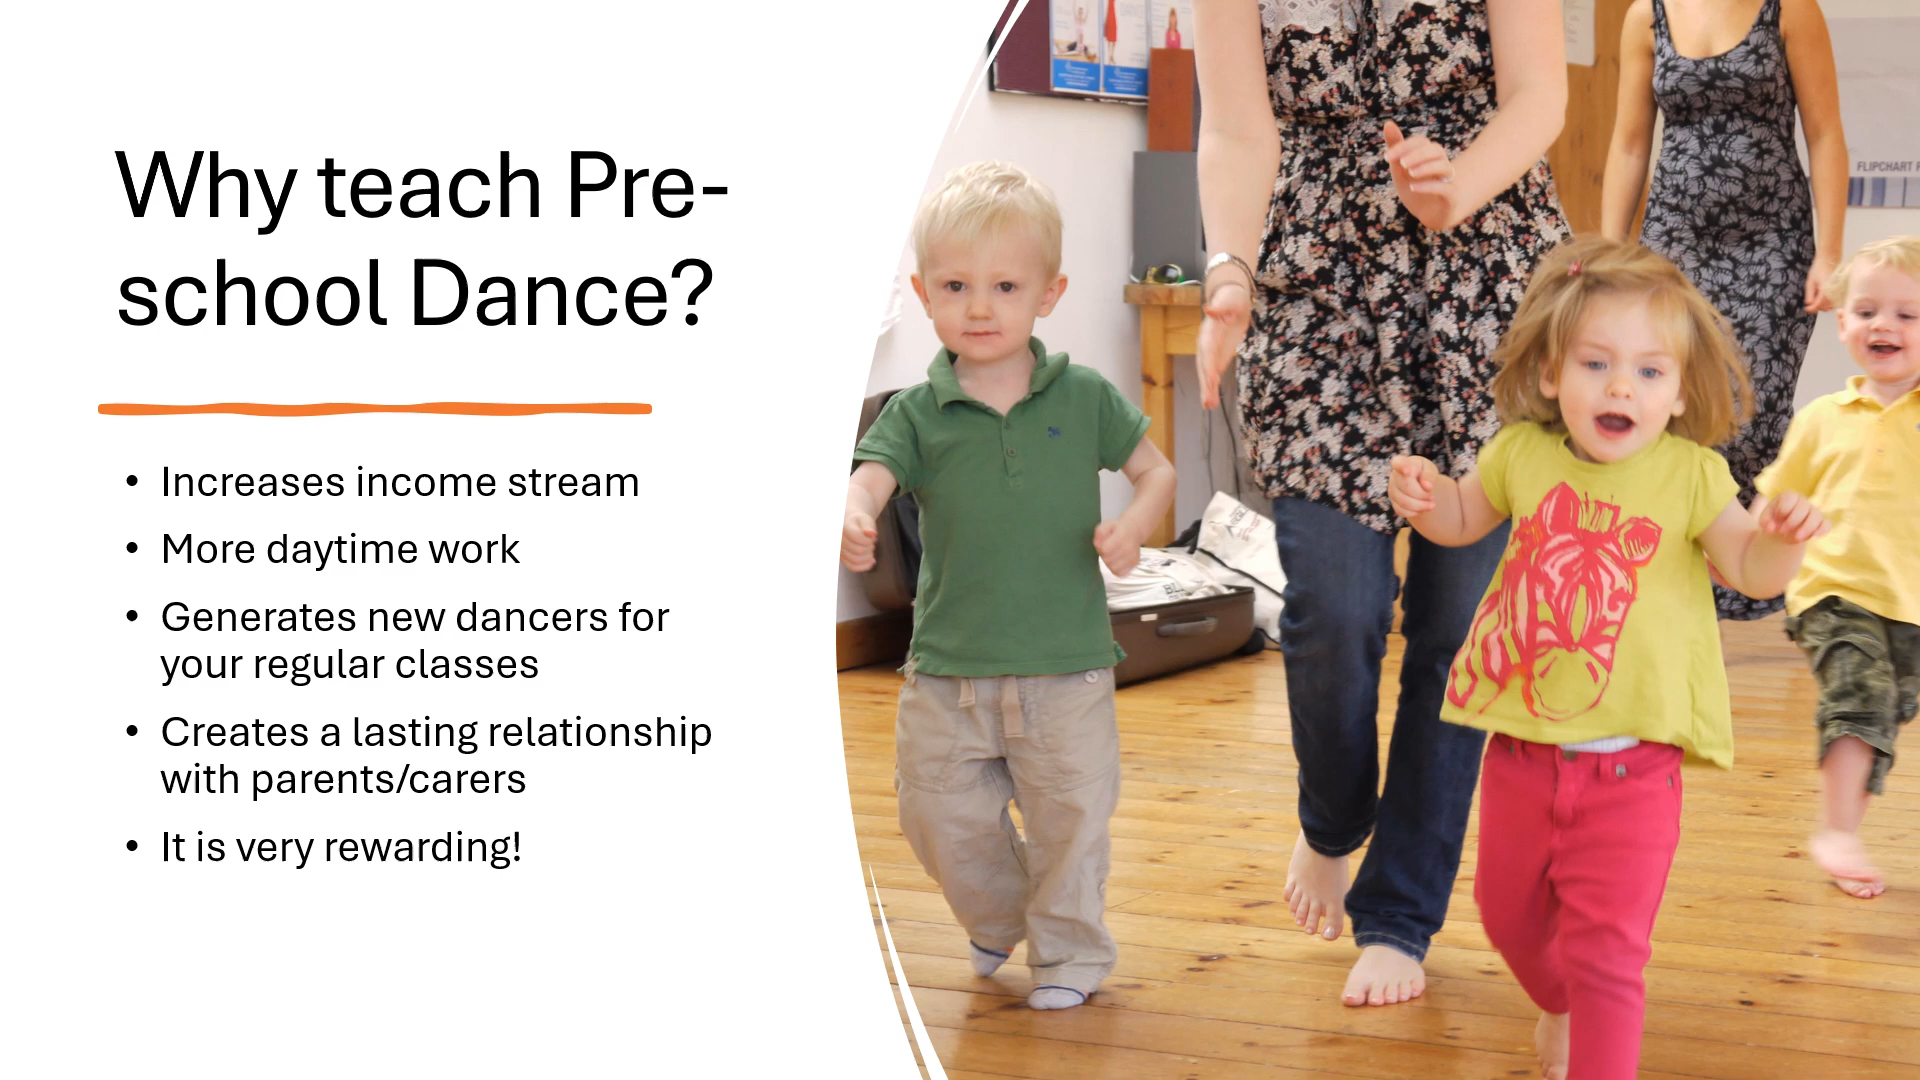 Why teach Pre-
school Dance?
• Increases income stream
• More daytime work
• Generates new dancers for
your regular classes
• Creates a lasting relationship
with parents/carers
• It is very rewarding!
FLIPCHART